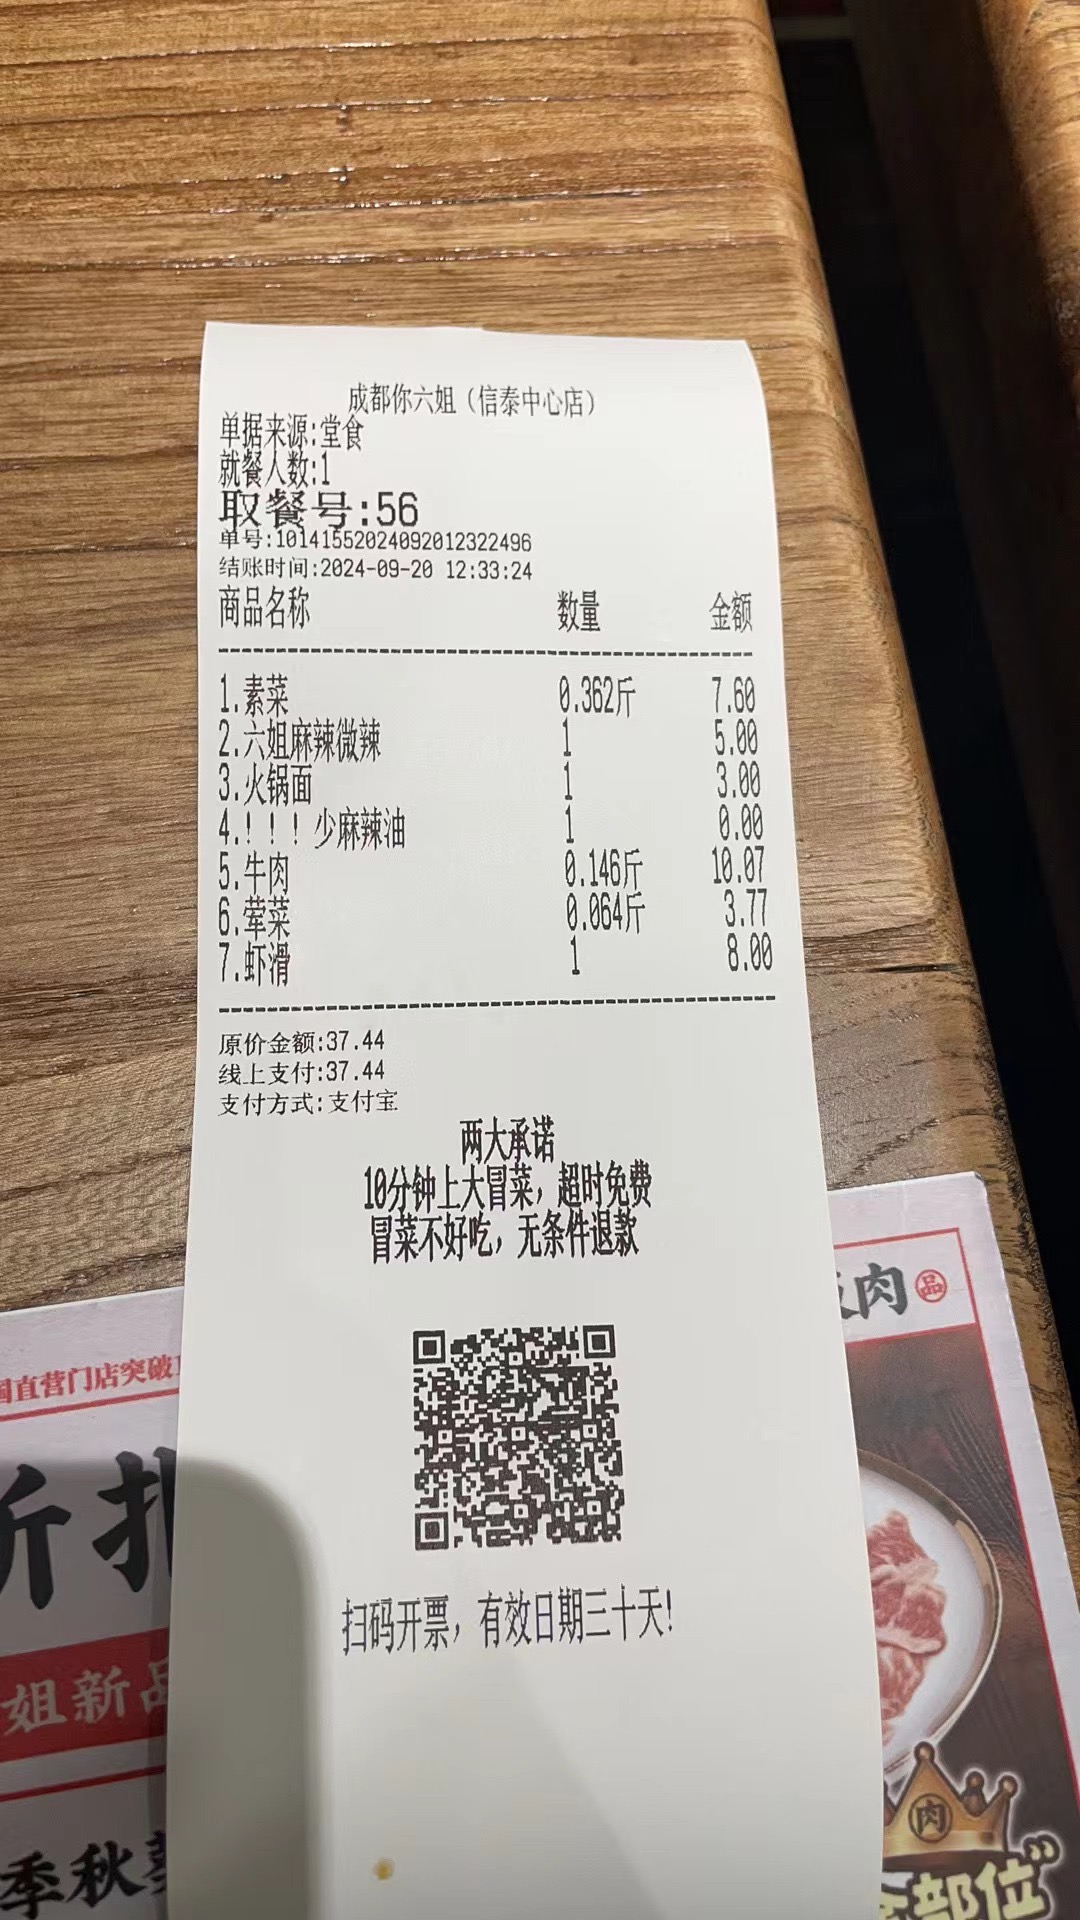 成都你六姐（信泰中心店）
单据来源:堂食
就餐人数:1
取餐号:56
单号:10141552024092012322496
结账时间:2024-09-20 12:33:24
商品名称 数量 金额
1.素菜 0.362斤 7.60
2.六姐麻辣微辣 1 5.00
3.火锅面 1 3.00
4.！！！少麻辣油 1 0.00
5.牛肉 0.146斤 10.07
6.荤菜 0.064斤 3.77
7.虾滑 1 8.00
原价金额:37.44
线上支付:37.44
支付方式:支付宝
两大承诺
10分钟上大冒菜，超时免费
冒菜不好吃，无条件退款
肉 品
国直营门店突破
扫码开票，有效日期三十天!
姐新品
肉
季秋
部位”